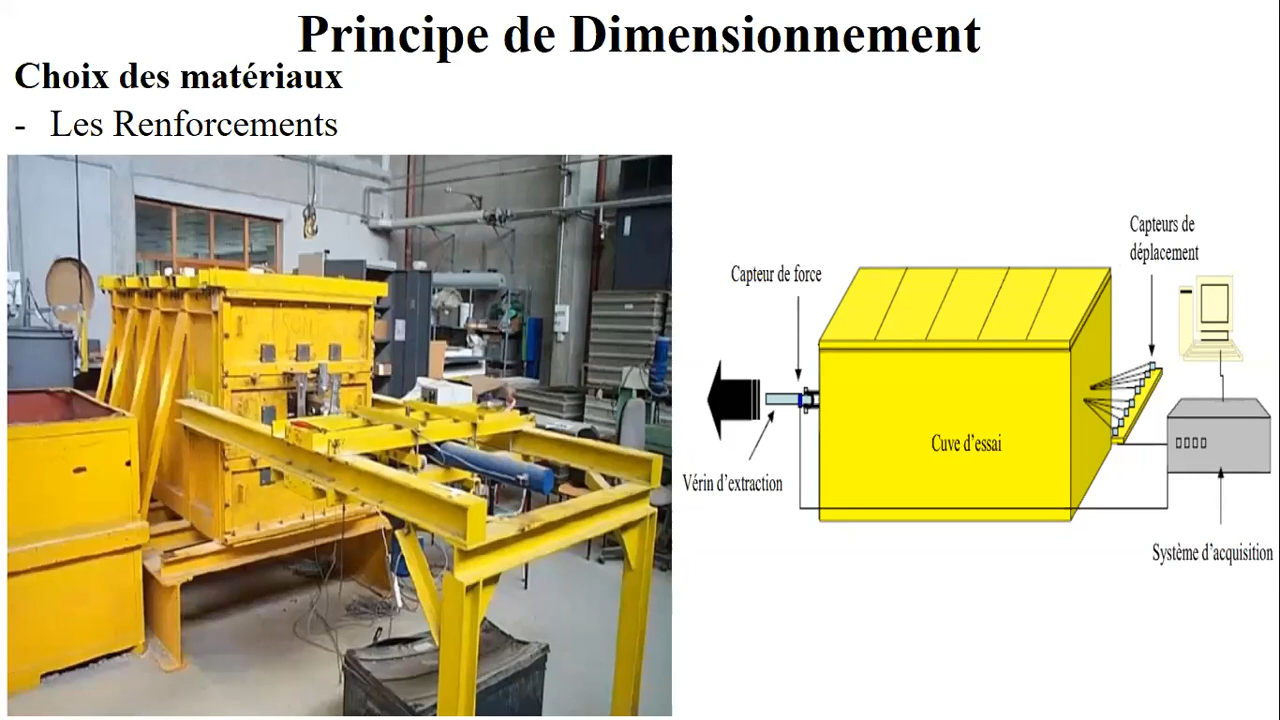 Principe de Dimensionnement
Choix des matériaux
- Les Renforcements
Capteurs de
déplacement
Capteur de force
Cuve d'essai
Vérin d'extraction
Système d'acquisition